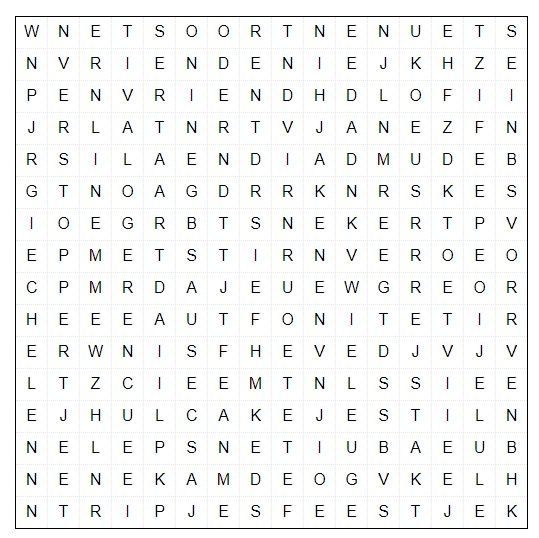 W N E T S O O R T N E N U E T S
N V R I E N D E N I E J K H Z E
P E N V R I E N D H D L O F I I
J R L A T N R T V J A N E Z F N
R S I L A E N D I A D M U D E B
G T N O A G D R R K N R S K E S
I O E G R B T S N E K E R T P V
E P M E T S T I R N V E R O E O
C P M R D A J E U E W G R E O R
H E E E A U T F O N I T E T I R
E R W N I S F H E V E D J V J V
L T Z C I E E M T N L S S I E E
E J H U L C A K E J E S T I L N
N E L E P S N E T I U B A E U B
N E N E K A M D E O G V K E L H
N T R I P J E S F E E S T J E K